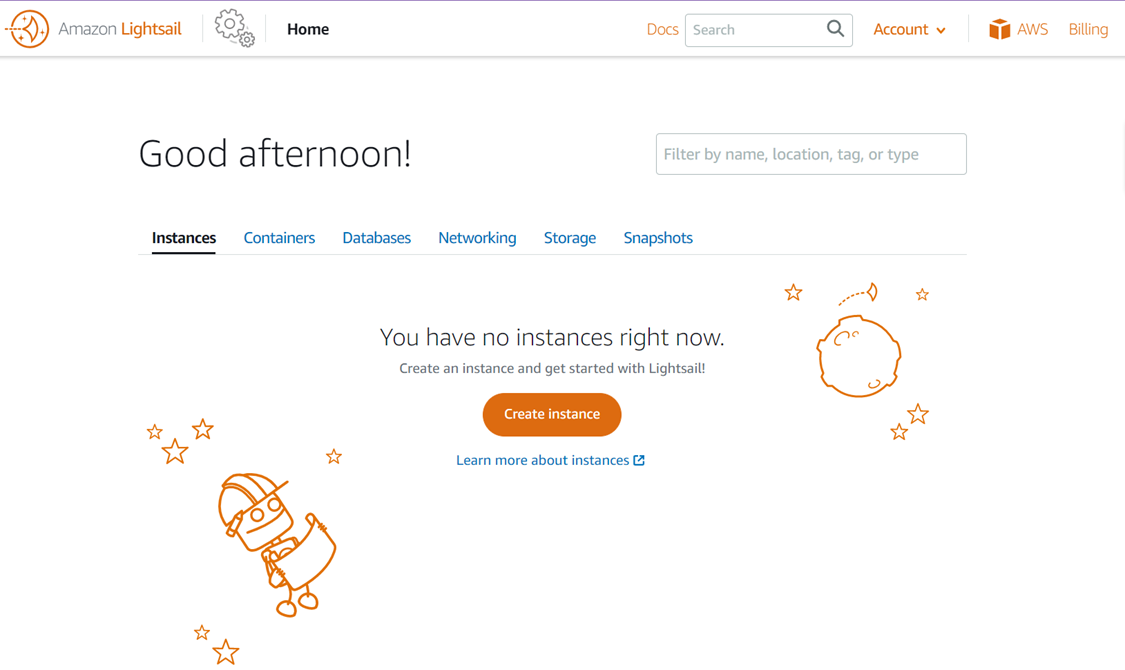 Amazon Lightsail Home Docs Search Account AWS Billing
Good afternoon!
Filter by name, location, tag, or type
Instances Containers Databases Networking Storage Snapshots
You have no instances right now.
Create an instance and get started with Lightsail!
Create instance
Learn more about instances